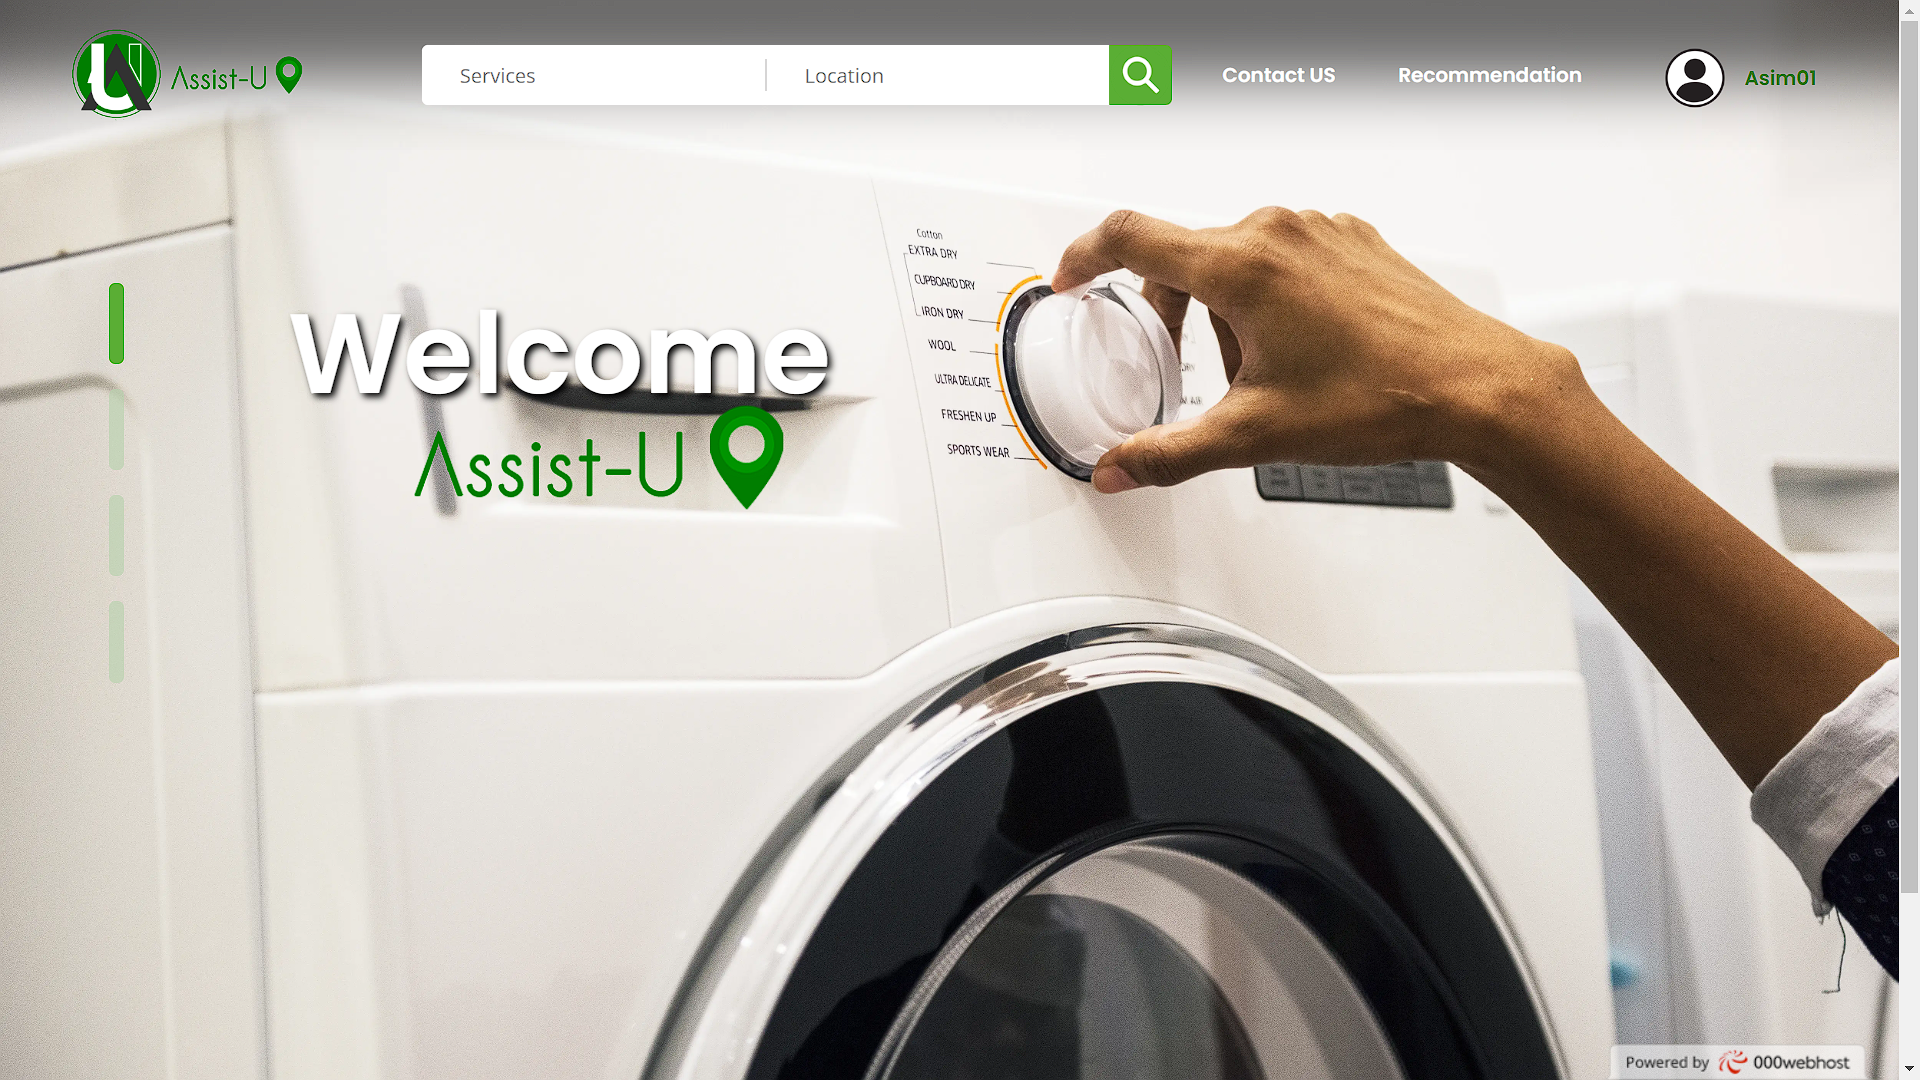 Assist-U
Services
Location
Contact US
Recommendation
Asim01
Cotton
EXTRA DRY
CUPBOARD DRY
IRON DRY
WOOL
ULTRA DELICATE
FRESHEN UP
SPORTS WEAR
Welcome
Assist-U
Powered by 000webhost